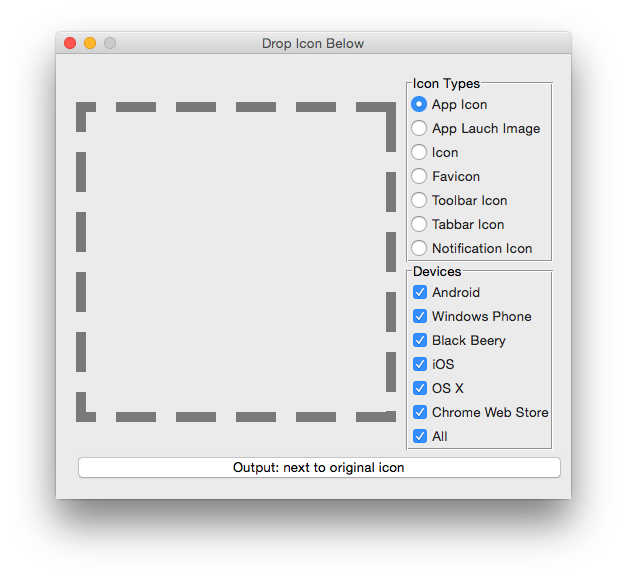 Drop Icon Below
Icon Types
App Icon
App Lauch Image
Icon
Favicon
Toolbar Icon
Tabbar Icon
Notification Icon
Devices
Android
Windows Phone
Black Beery
iOS
OS X
Chrome Web Store
All
Output: next to original icon